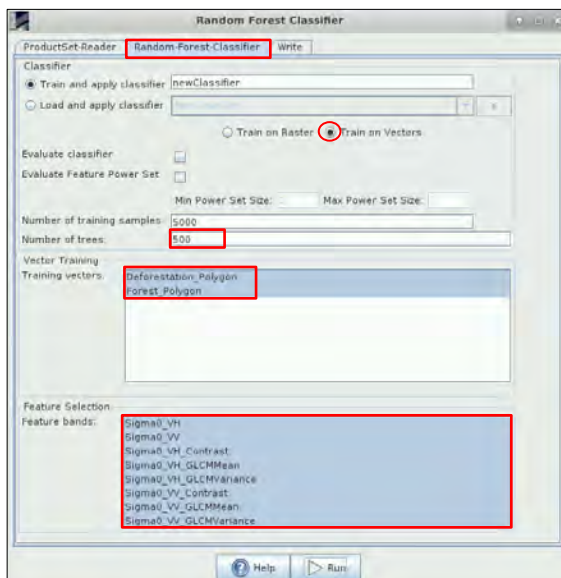 Random Forest Classifier
ProductSet-Reader Random-Forest-Classifier Write
Classifier
Train and apply classifier newClassifier
Load and apply classifier
Train on Raster Train on Vectors
Evaluate classifier
Evaluate Feature Power Set
Min Power Set Size: Max Power Set Size:
Number of training samples: 5000
Number of trees: 500
Vector Training
Training vectors: Deforestation_Polygon
Forest_Polygon
Feature Selection
Feature bands: Sigma0_VH
Sigma0_VV
Sigma0_VH_Contrast
Sigma0_VH_GLCMMean
Sigma0_VH_GLCMVariance
Sigma0_VV_Contrast
Sigma0_VV_GLCMMean
Sigma0_VV_GLCMVariance
Help Run